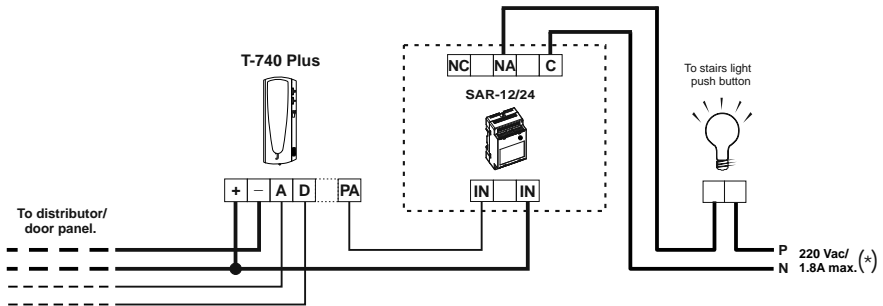 T-740 Plus
NC NA C
SAR-12/24
To stairs light
push button
+ – A D PA
IN IN
To distributor/
door panel.
P 220 Vac/
N 1.8A max. (*)